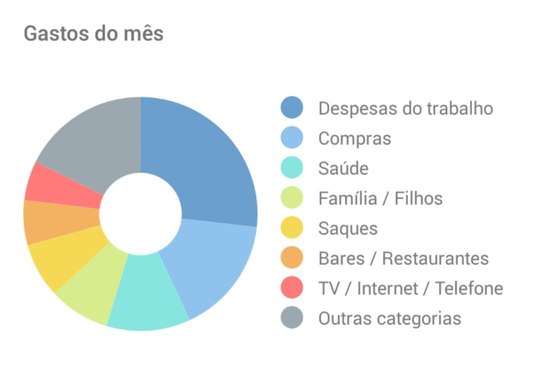 Gastos do mês
Despesas do trabalho
Compras
Saúde
Família / Filhos
Saques
Bares / Restaurantes
TV / Internet / Telefone
Outras categorias